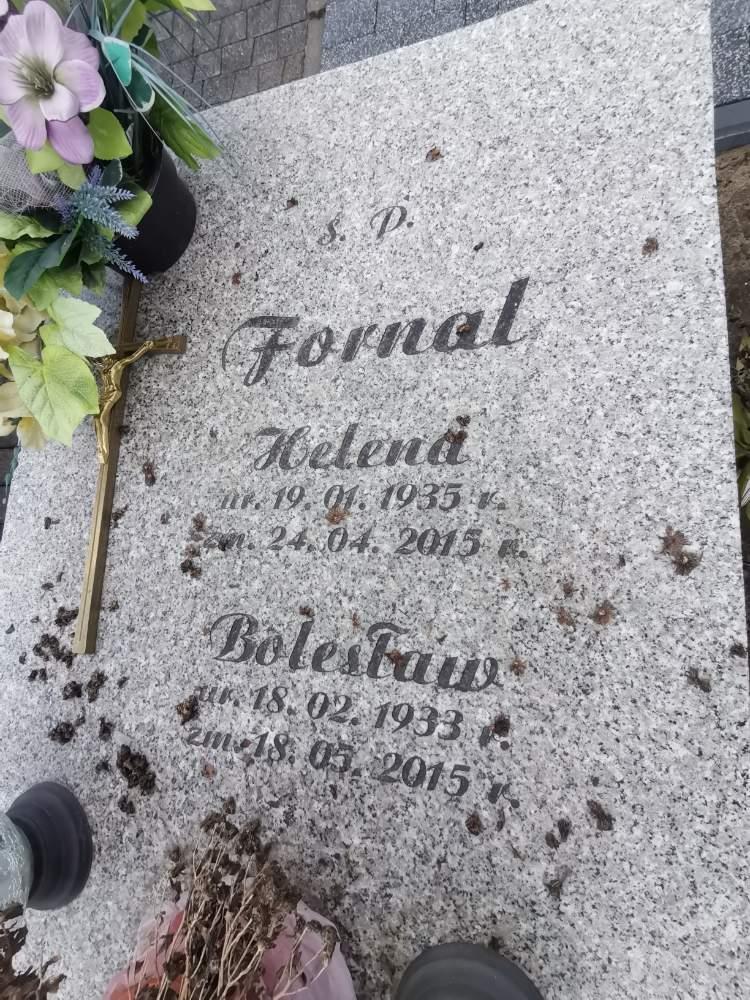 ś. P.
Fornal
Helena
ur. 19. 01. 1935 r.
zm. 24. 04. 2015 r.
Bolesław
ur. 18. 02. 1933 r.
zm. 18. 05. 2015 r.